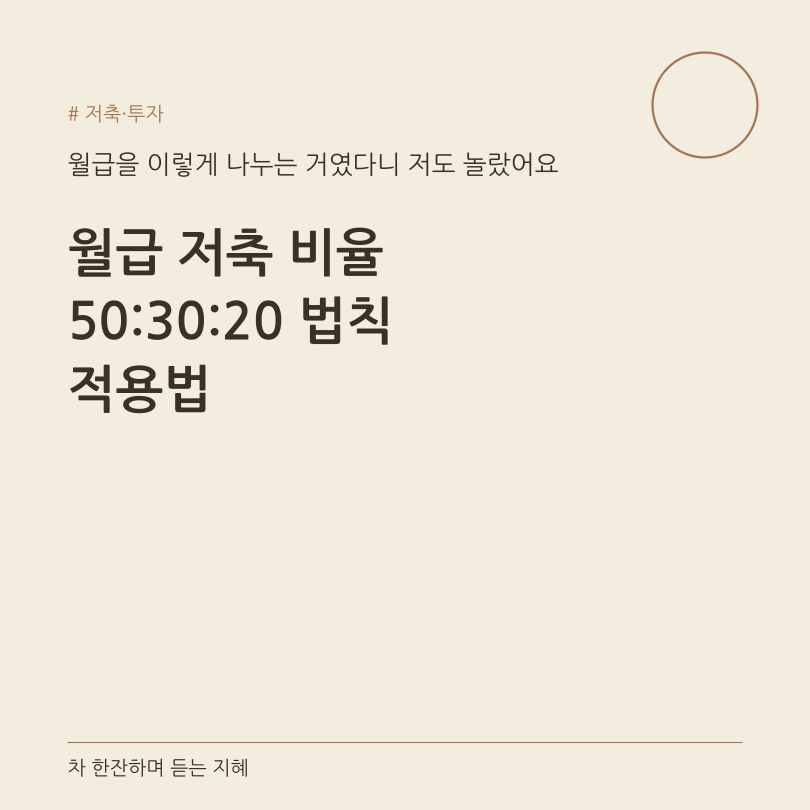 # 저축·투자
월급을 이렇게 나누는 거였다니 저도 놀랐어요
월급 저축 비율
50:30:20 법칙
적용법
차 한잔하며 듣는 지혜